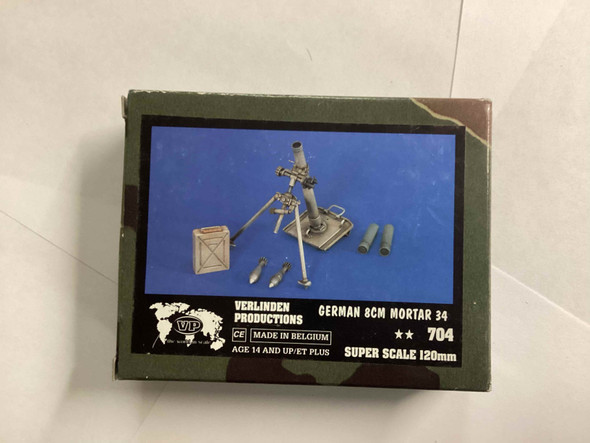 VERLINDEN
PRODUCTIONS
VP
CE MADE IN BELGIUM
AGE 14 AND UP/ET PLUS
GERMAN 8CM MORTAR 34
★★ 704
SUPER SCALE 120mm